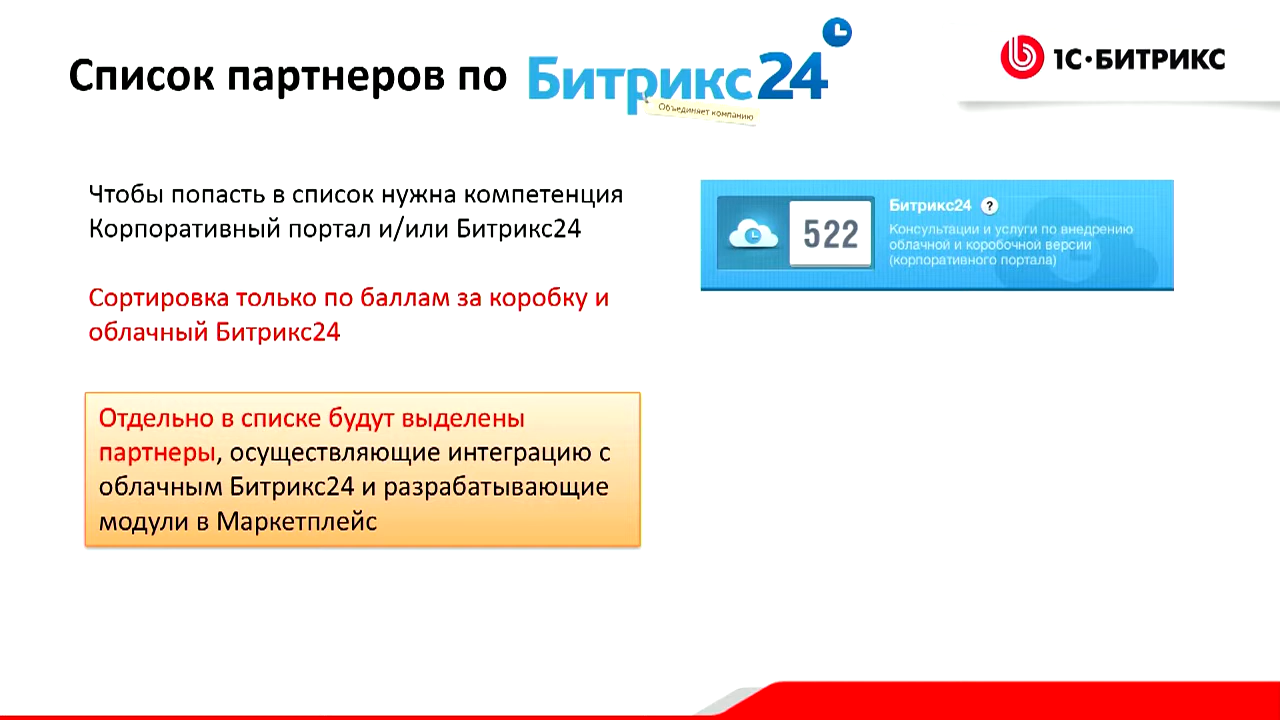 Список партнеров по Битрикс24
Объединяет компанию
1С·БИТРИКС
Чтобы попасть в список нужна компетенция
Корпоративный портал и/или Битрикс24
Сортировка только по баллам за коробку и
облачный Битрикс24
Отдельно в списке будут выделены
партнеры, осуществляющие интеграцию с
облачным Битрикс24 и разрабатывающие
модули в Маркетплейс
522
Битрикс24 ?
Консультации и услуги по внедрению
облачной и коробочной версии
(корпоративного портала)